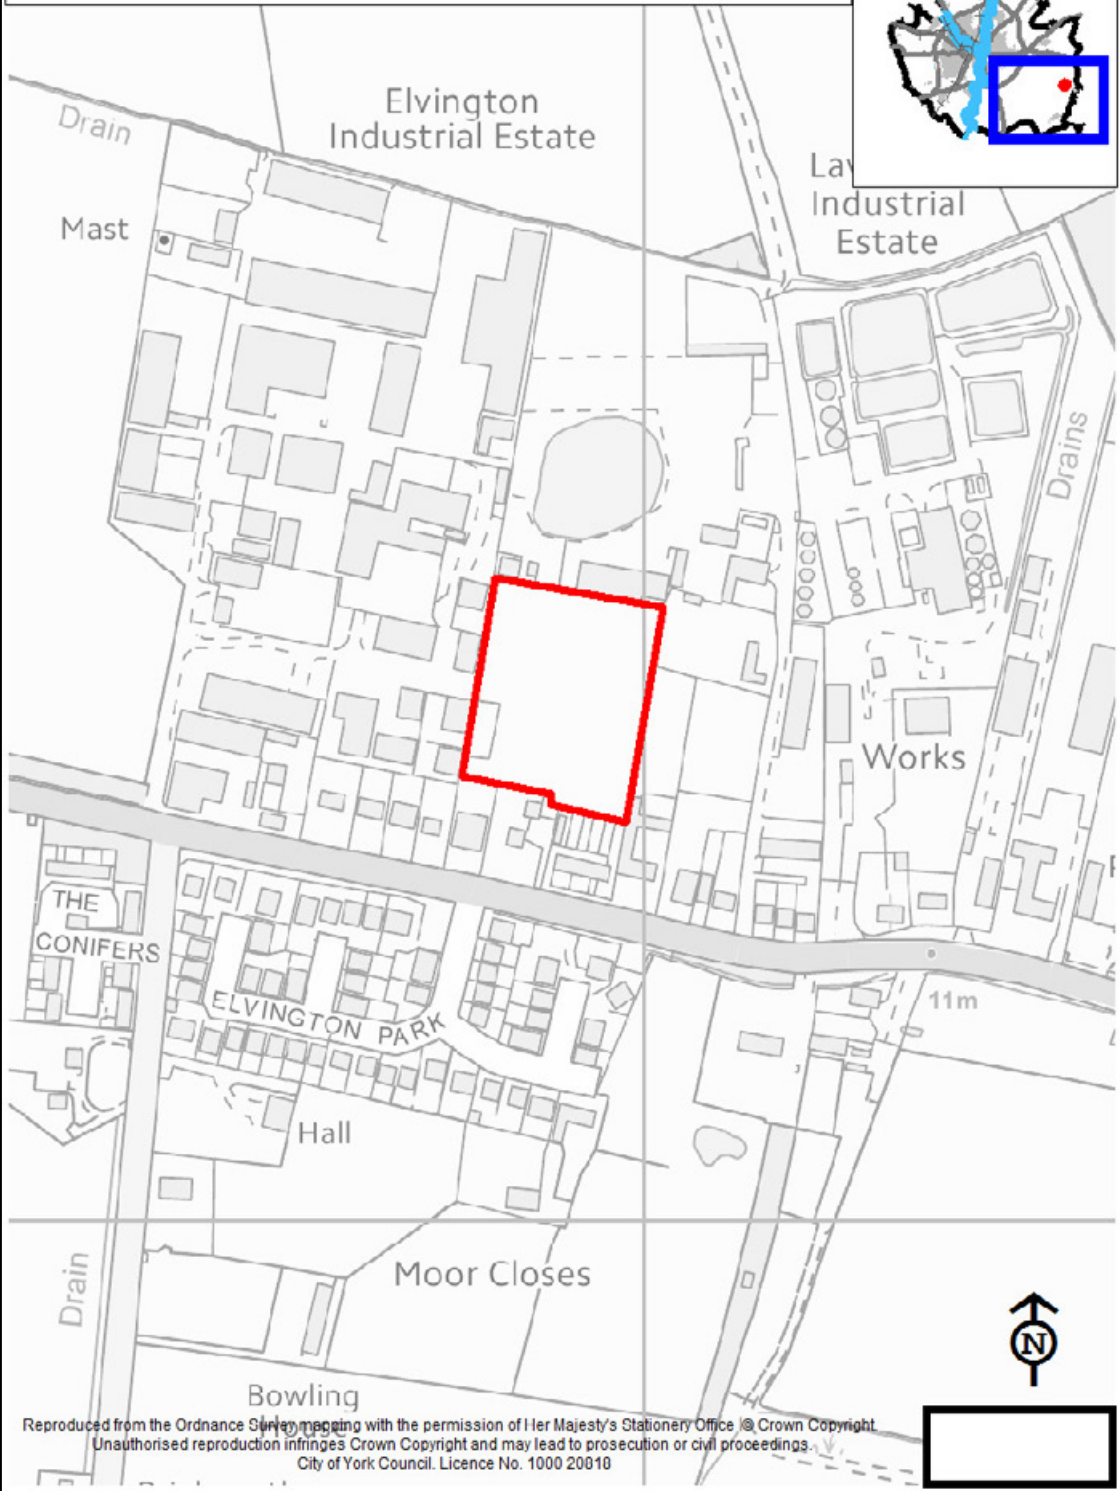 Elvington
Industrial Estate
Drain
Mast
Industrial
Estate
Drains
Works
THE
CONIFERS
ELVINGTON PARK
11m
Hall
Moor Closes
Drain
N
Bowling
House
Reproduced from the Ordnance Survey mapping with the permission of Her Majesty's Stationery Office © Crown Copyright.
Unauthorised reproduction infringes Crown Copyright and may lead to prosecution or civil proceedings.
City of York Council. Licence No. 1000 20818